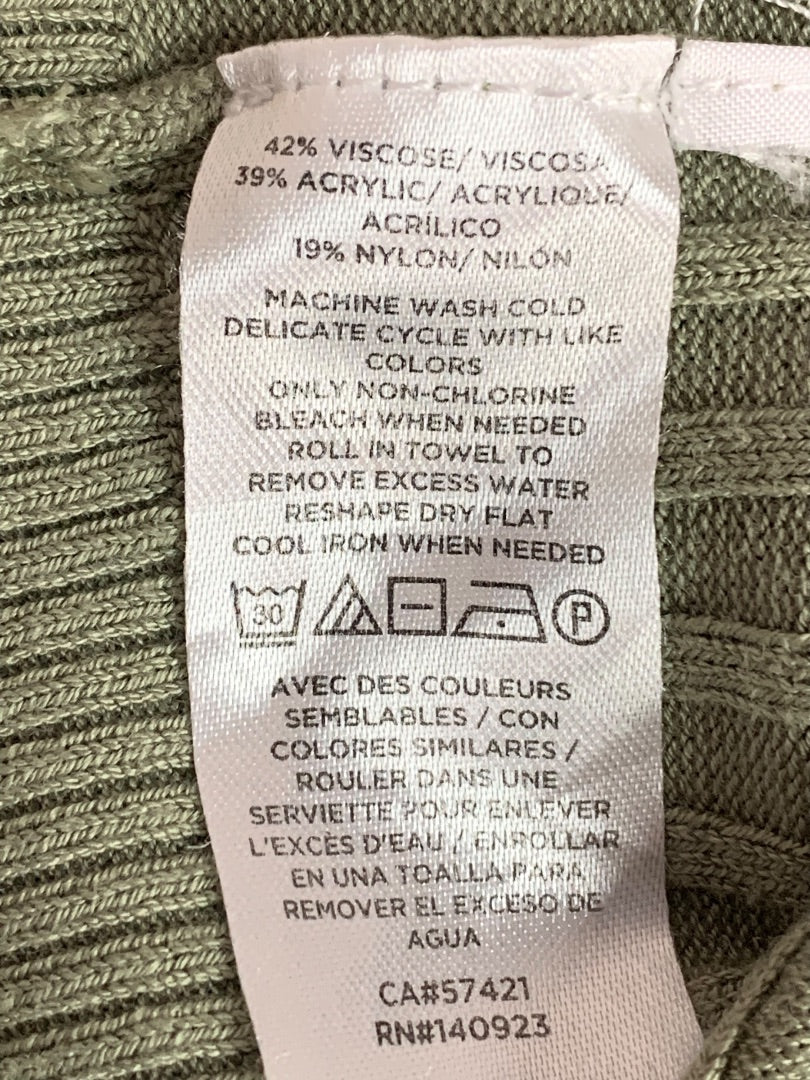 42% VISCOSE/ VISCOSA
39% ACRYLIC/ ACRYLIQUE/
ACRÍLICO
19% NYLON/ NILÓN
MACHINE WASH COLD
DELICATE CYCLE WITH LIKE
COLORS
ONLY NON-CHLORINE
BLEACH WHEN NEEDED
ROLL IN TOWEL TO
REMOVE EXCESS WATER
RESHAPE DRY FLAT
COOL IRON WHEN NEEDED
30 P
AVEC DES COULEURS
SEMBLABLES / CON
COLORES SIMILARES /
ROULER DANS UNE
SERVIETTE POUR ENLEVER
L'EXCÈS D'EAU / ENROLLAR
EN UNA TOALLA PARA
REMOVER EL EXCESO DE
AGUA
CA#57421
RN#140923